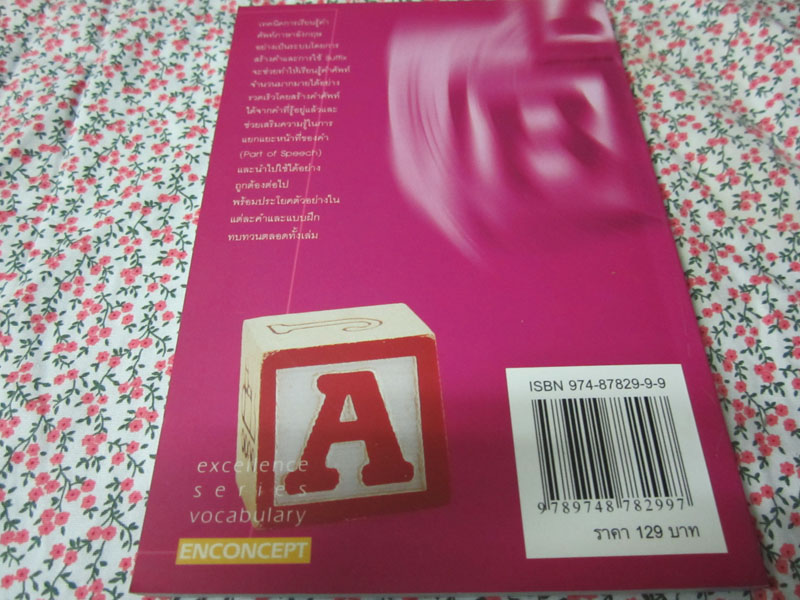 เทคนิคการเรียนรู้คำ
ศัพท์ภาษาอังกฤษ
อย่างเป็นระบบโดยการ
สร้างคำและการใช้ suffix
จะช่วยทำให้เรียนรู้คำศัพท์
จำนวนมากมายได้อย่าง
รวดเร็วโดยสร้างคำศัพท์
ได้จากคำที่รู้อยู่แล้วและ
ช่วยเสริมความรู้ในการ
แยกแยะหน้าที่ของคำ
(Part of Speech)
และนำไปใช้ได้อย่าง
ถูกต้องต่อไป
พร้อมประโยคตัวอย่างใน
แต่ละคำและแบบฝึก
ทบทวนตลอดทั้งเล่ม
A
excellence
series
vocabulary
ENCONCEPT
ISBN 974-87829-9-9
9789748782997
ราคา 129 บาท